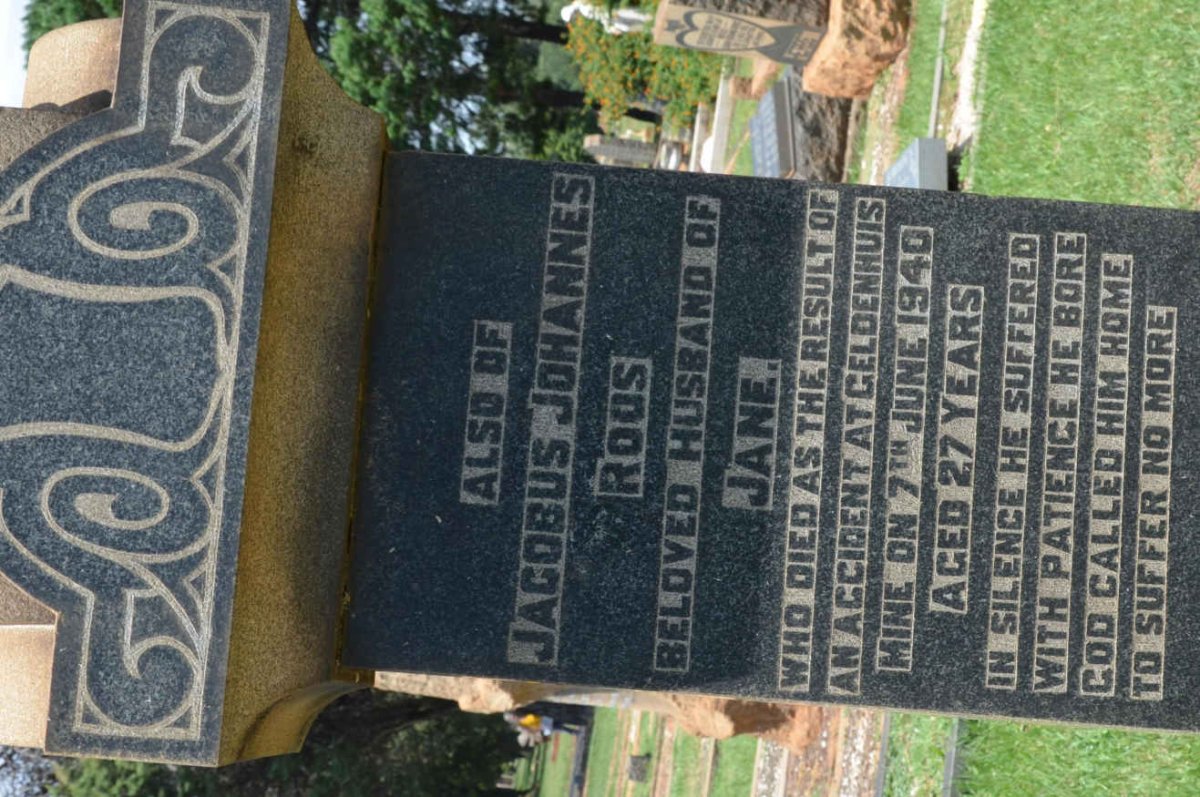 ALSO OF
JACOBUS JOHANNES
ROOS
BELOVED HUSBAND OF
JANE.
WHO DIED AS THE RESULT OF
AN ACCIDENT AT GELDENHUIS
MINE ON 7TH JUNE 1940
AGED 27 YEARS
IN SILENCE HE SUFFERED
WITH PATIENCE HE BORE
GOD CALLED HIM HOME
TO SUFFER NO MORE